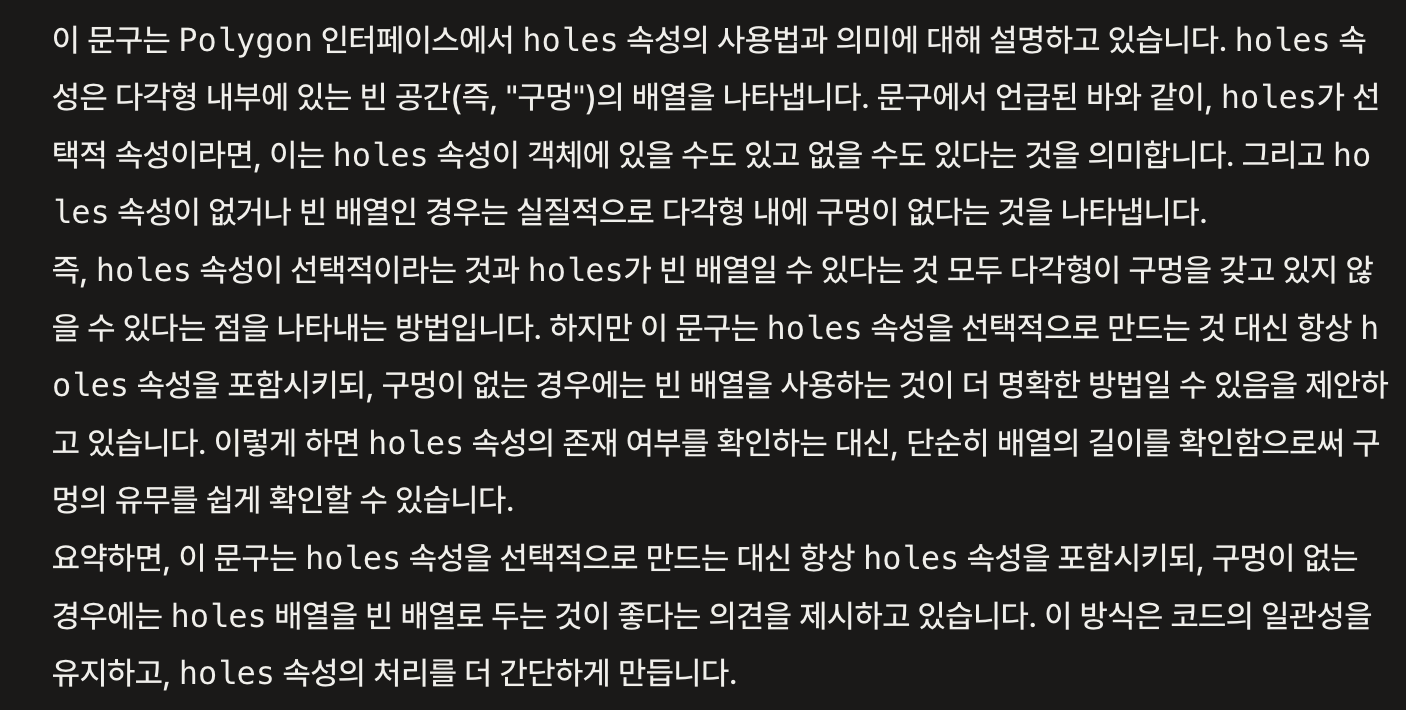 이 문구는 Polygon 인터페이스에서 holes 속성의 사용법과 의미에 대해 설명하고 있습니다. holes 속
성은 다각형 내부에 있는 빈 공간(즉, "구멍")의 배열을 나타냅니다. 문구에서 언급된 바와 같이, holes가 선
택적 속성이라면, 이는 holes 속성이 객체에 있을 수도 있고 없을 수도 있다는 것을 의미합니다. 그리고 ho
les 속성이 없거나 빈 배열인 경우는 실질적으로 다각형 내에 구멍이 없다는 것을 나타냅니다.
즉, holes 속성이 선택적이라는 것과 holes가 빈 배열일 수 있다는 것 모두 다각형이 구멍을 갖고 있지 않
을 수 있다는 점을 나타내는 방법입니다. 하지만 이 문구는 holes 속성을 선택적으로 만드는 것 대신 항상 h
oles 속성을 포함시키되, 구멍이 없는 경우에는 빈 배열을 사용하는 것이 더 명확한 방법일 수 있음을 제안하
고 있습니다. 이렇게 하면 holes 속성의 존재 여부를 확인하는 대신, 단순히 배열의 길이를 확인함으로써 구
멍의 유무를 쉽게 확인할 수 있습니다.
요약하면, 이 문구는 holes 속성을 선택적으로 만드는 대신 항상 holes 속성을 포함시키되, 구멍이 없는
경우에는 holes 배열을 빈 배열로 두는 것이 좋다는 의견을 제시하고 있습니다. 이 방식은 코드의 일관성을
유지하고, holes 속성의 처리를 더 간단하게 만듭니다.